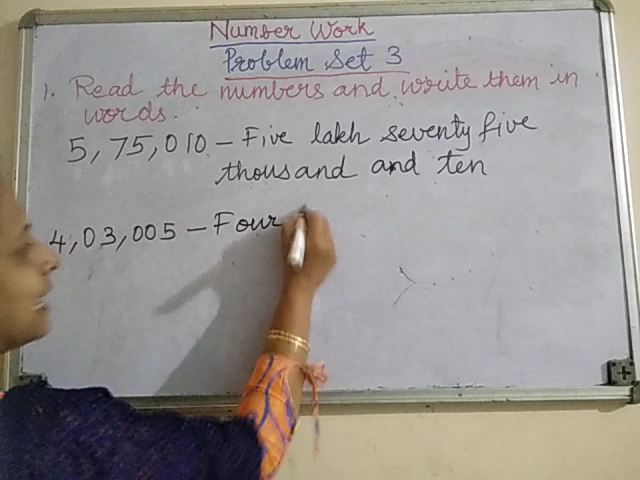 Number Work
Problem Set 3
1. Read the numbers and write them in
words.
5,75,010 - Five lakh seventy five
thousand and ten
4,03,005 - Four